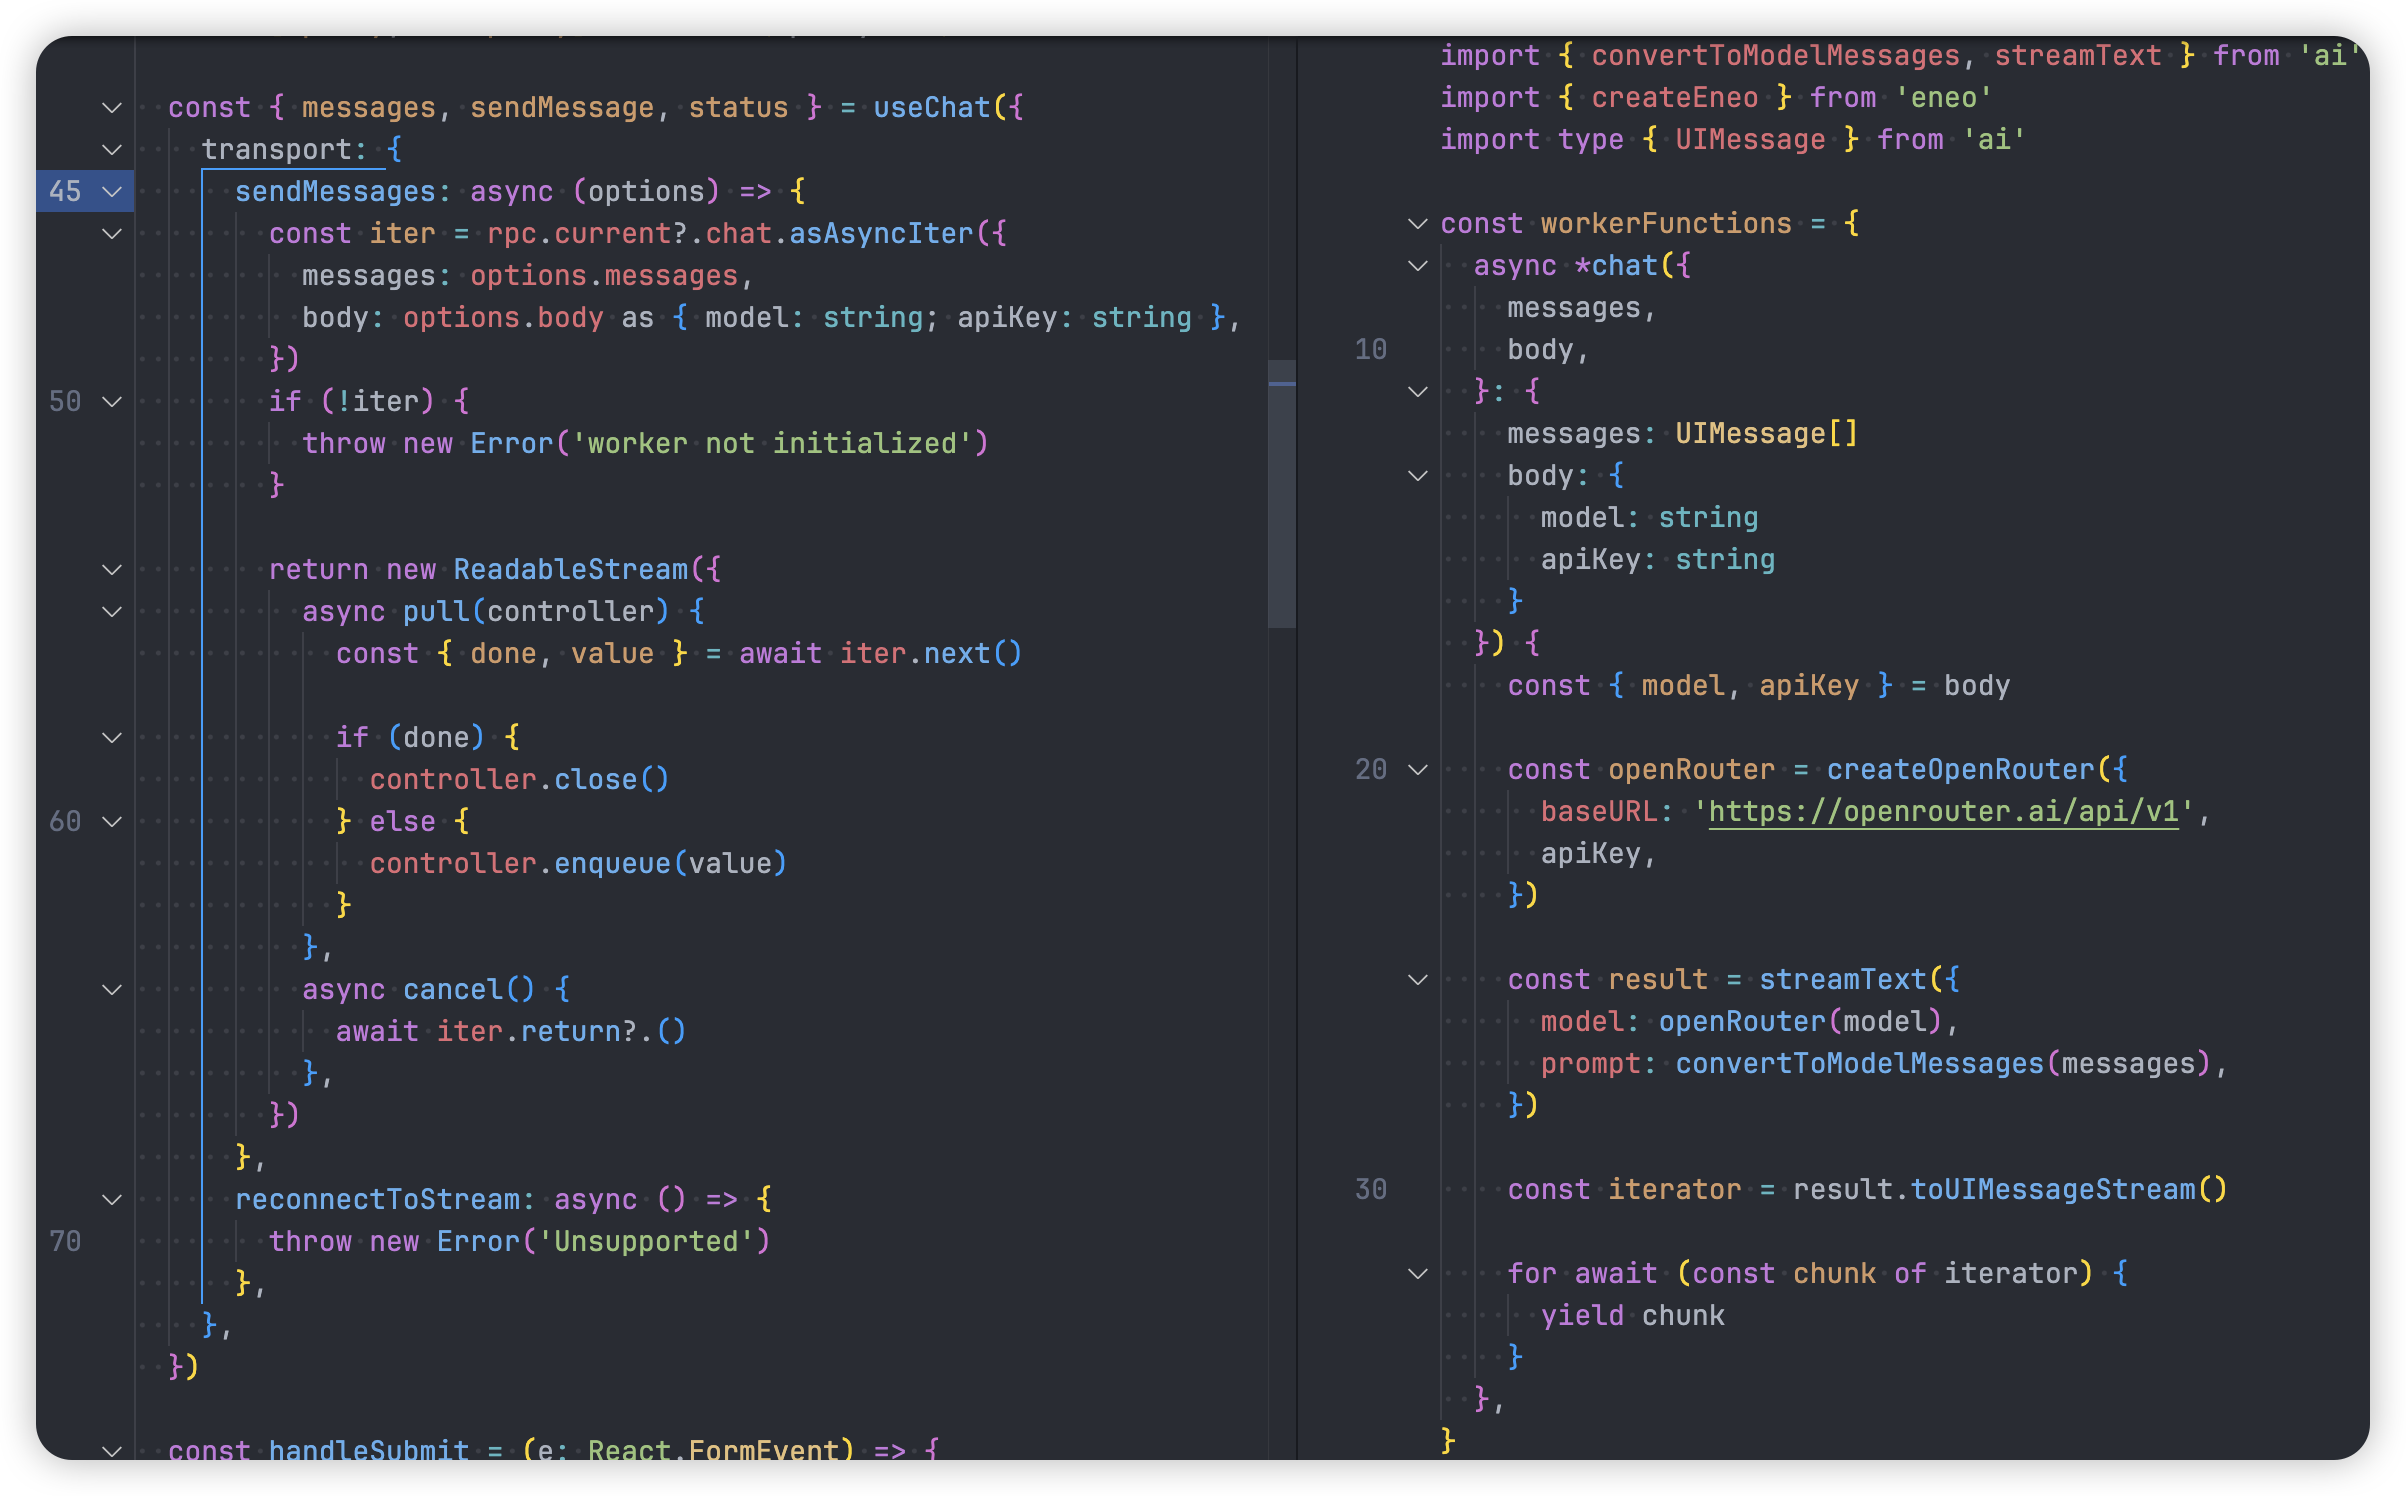 const { messages, sendMessage, status } = useChat({
transport: {
45 sendMessages: async (options) => {
const iter = rpc.current?.chat.asAsyncIter({
messages: options.messages,
body: options.body as { model: string; apiKey: string },
})
50 if (!iter) {
throw new Error('worker not initialized')
}
return new ReadableStream({
async pull(controller) {
const { done, value } = await iter.next()
if (done) {
controller.close()
60 } else {
controller.enqueue(value)
}
},
async cancel() {
await iter.return?.()
},
})
},
reconnectToStream: async () => {
70 throw new Error('Unsupported')
},
},
})
const handleSubmit = (e: React.FormEvent) => {
import { convertToModelMessages, streamText } from 'ai'
import { createEneo } from 'eneo'
import type { UIMessage } from 'ai'
const workerFunctions = {
async *chat({
messages,
10 body,
}: {
messages: UIMessage[]
body: {
model: string
apiKey: string
}
}) {
const { model, apiKey } = body
20 const openRouter = createOpenRouter({
baseURL: 'https://openrouter.ai/api/v1',
apiKey,
})
const result = streamText({
model: openRouter(model),
prompt: convertToModelMessages(messages),
})
30 const iterator = result.toUIMessageStream()
for await (const chunk of iterator) {
yield chunk
}
},
}